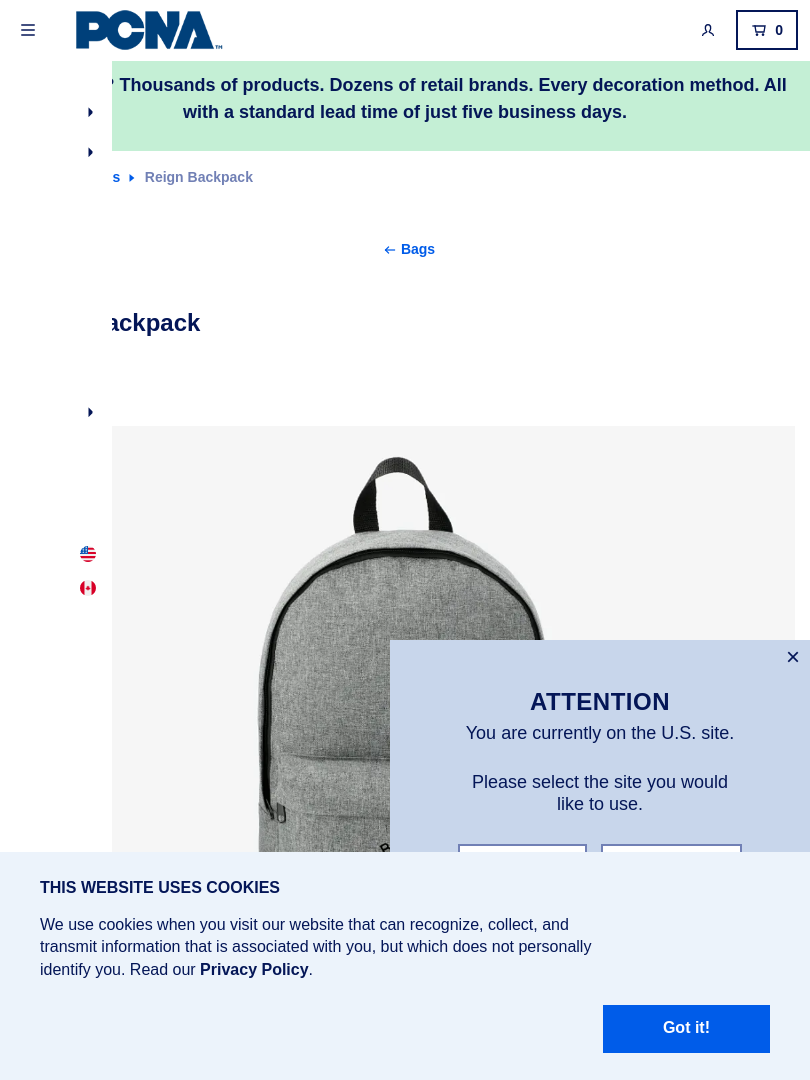 PCNA™
0
? Thousands of products. Dozens of retail brands. Every decoration method. All
with a standard lead time of just five business days.
s Reign Backpack
← Bags
ackpack
×
ATTENTION
You are currently on the U.S. site.
Please select the site you would
like to use.
THIS WEBSITE USES COOKIES
We use cookies when you visit our website that can recognize, collect, and
transmit information that is associated with you, but which does not personally
identify you. Read our Privacy Policy.
Got it!